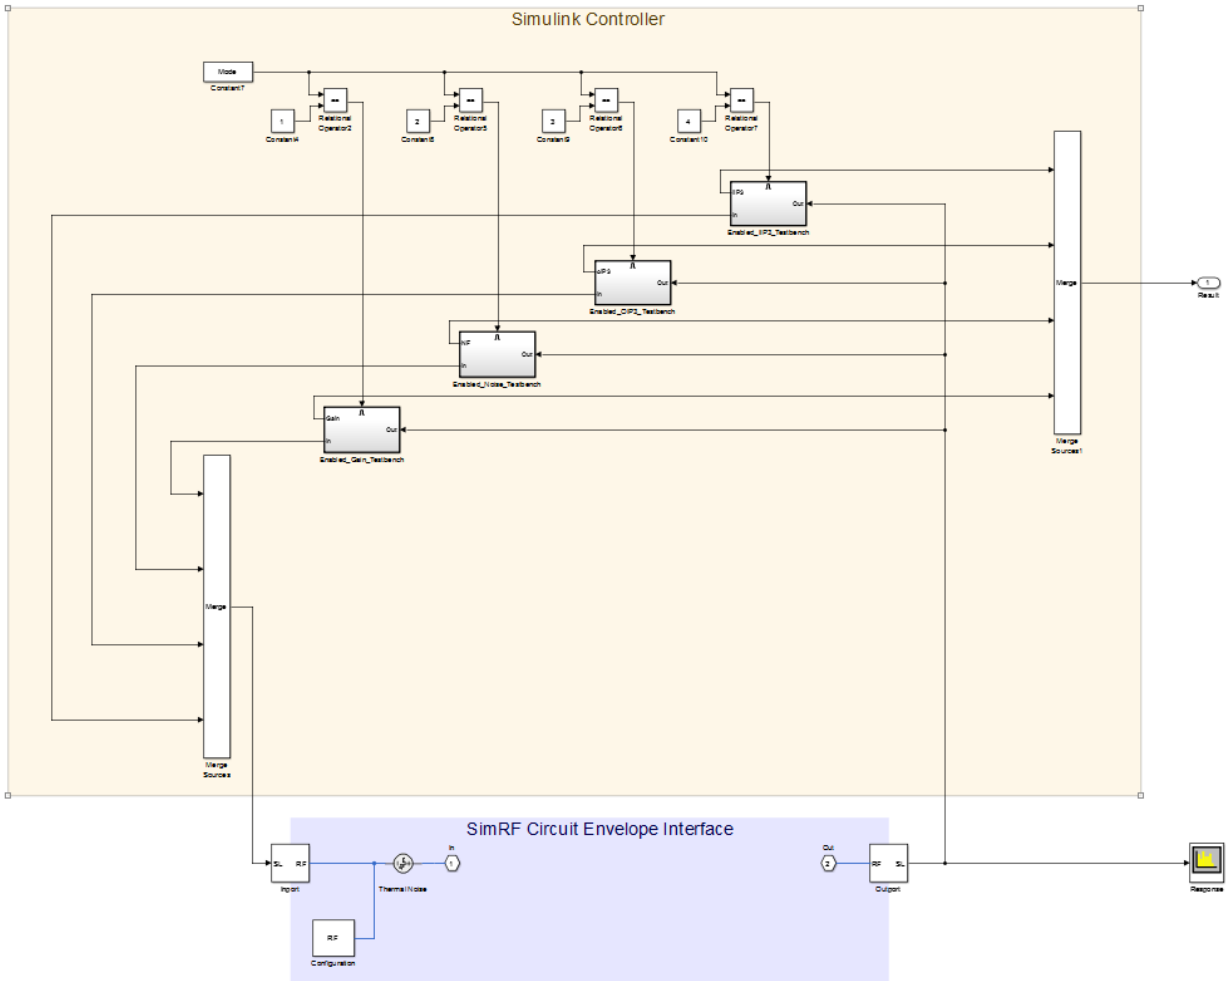 Simulink Controller
Mode
Constant7
==
==
==
==
1
2
3
4
Relational
Operator2
Relational
Operator5
Relational
Operator6
Relational
Operator7
Constant4
Constant10
IIP3
Out
In
Enabled_IIP3_Testbench
oIP3
Out
In
Enabled_OIP3_Testbench
Merge
1
Result
NF
Out
In
Enabled_Noise_Testbench
Gain
Out
In
Enabled_Gain_Testbench
Merge
Sources1
Merge
Merge
Sources
SimRF Circuit Envelope Interface
SL
RF
Inport
Thermal Noise
In
1
Out
2
RF
SL
Outport
Response
RF
Configuration